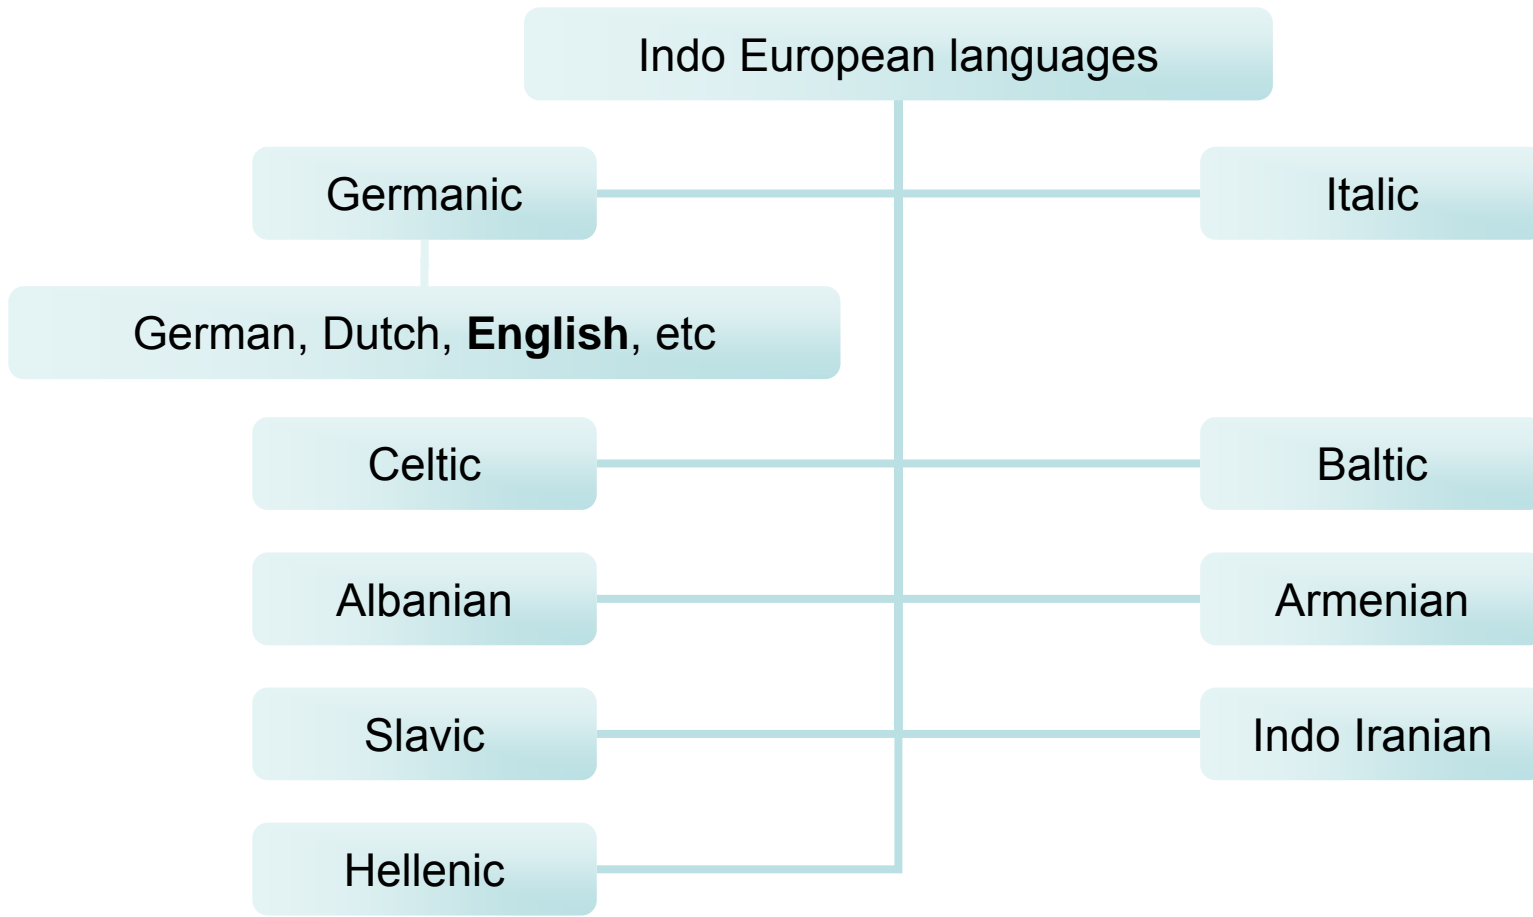 Indo European languages
Germanic
Italic
German, Dutch, English, etc
Celtic
Baltic
Albanian
Armenian
Slavic
Indo Iranian
Hellenic